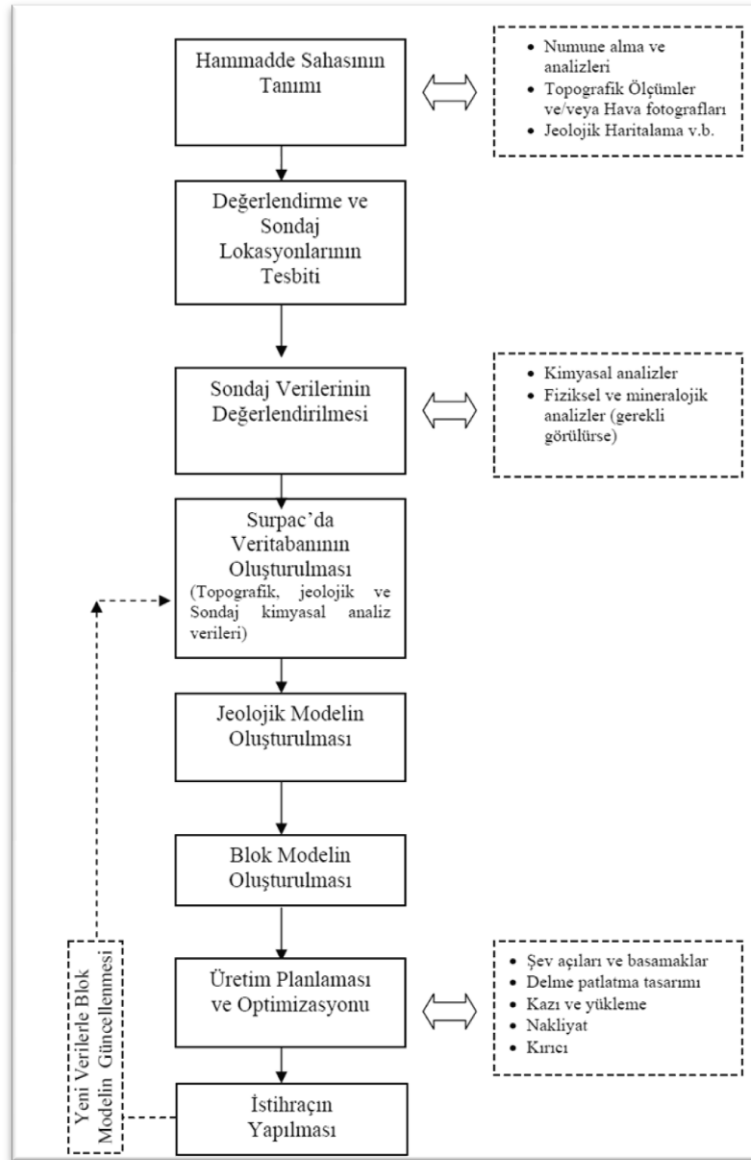 Hammadde Sahasının
Tanımı
• Numune alma ve
analizleri
• Topografik Ölçümler
ve/veya Hava fotografları
• Jeolojik Haritalama v.b.
Değerlendirme ve
Sondaj
Lokasyonlarının
Tesbiti
Sondaj Verilerinin
Değerlendirilmesi
• Kimyasal analizler
• Fiziksel ve mineralojik
analizler (gerekli
görülürse)
Surpac’da
Veritabanının
Oluşturulması
(Topografik, jeolojik ve
Sondaj kimyasal analiz
verileri)
Jeolojik Modelin
Oluşturulması
Blok Modelin
Oluşturulması
Üretim Planlaması
ve Optimizasyonu
• Şev açıları ve basamaklar
• Delme patlatma tasarımı
• Kazı ve yükleme
• Nakliyat
• Kırıcı
Yeni Verilerle Blok
Modelin Güncellenmesi
İstihraçın
Yapılması